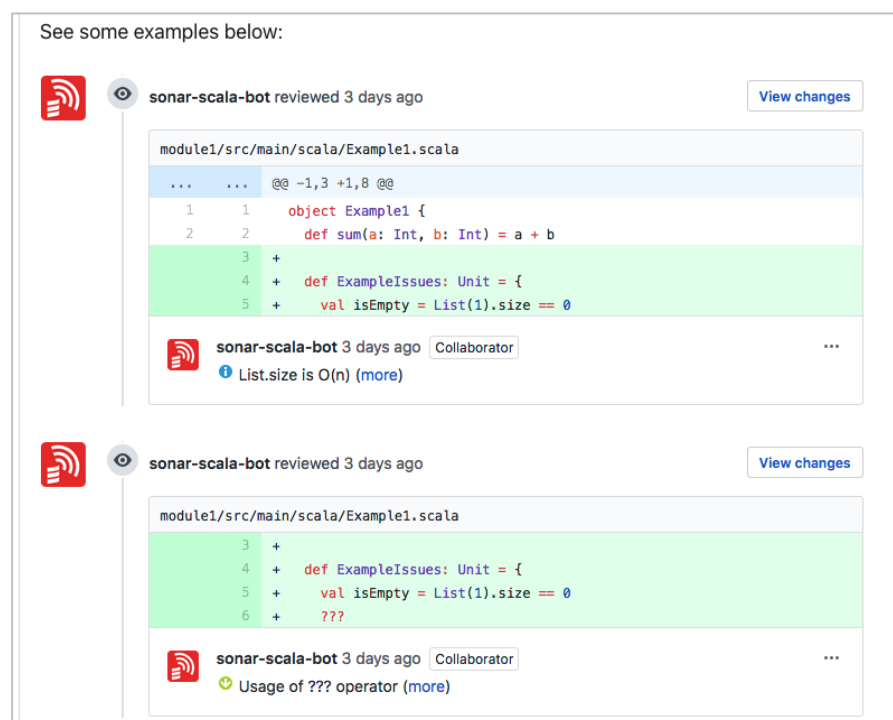 See some examples below:
sonar-scala-bot reviewed 3 days ago
View changes
module1/src/main/scala/Example1.scala
... ... @@ -1,3 +1,8 @@
1 1 object Example1 {
2 2 def sum(a: Int, b: Int) = a + b
3 +
4 + def ExampleIssues: Unit = {
5 + val isEmpty = List(1).size == 0
sonar-scala-bot 3 days ago Collaborator ...
List.size is O(n) (more)
sonar-scala-bot reviewed 3 days ago
View changes
module1/src/main/scala/Example1.scala
3 +
4 + def ExampleIssues: Unit = {
5 + val isEmpty = List(1).size == 0
6 + ???
sonar-scala-bot 3 days ago Collaborator ...
Usage of ??? operator (more)